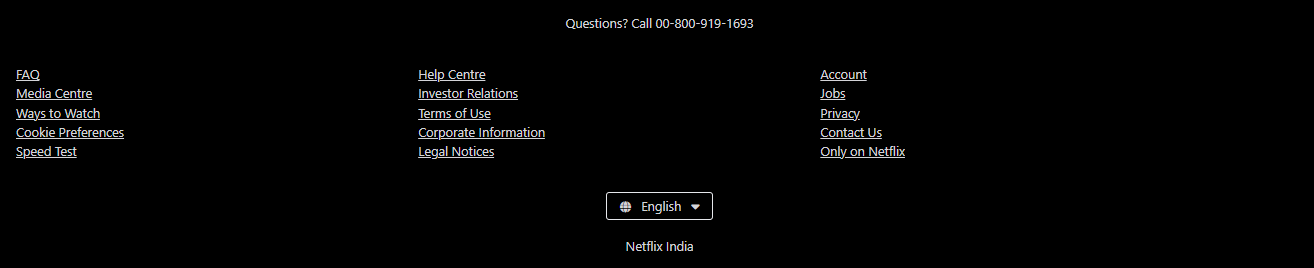 Questions? Call 00-800-919-1693
FAQ
Help Centre
Account
Media Centre
Investor Relations
Jobs
Ways to Watch
Terms of Use
Privacy
Cookie Preferences
Corporate Information
Contact Us
Speed Test
Legal Notices
Only on Netflix
English
Netflix India